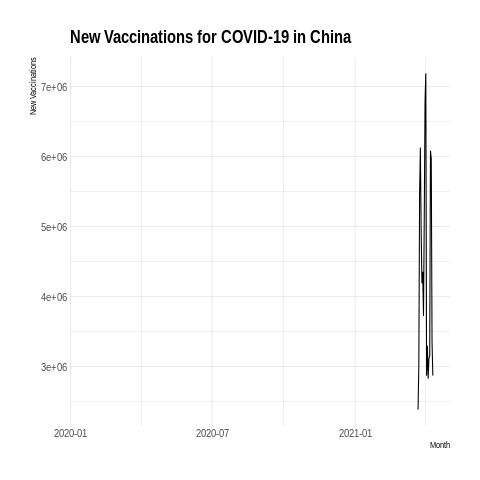 New Vaccinations for COVID-19 in China
New Vaccinations
7e+06
6e+06
5e+06
4e+06
3e+06
2020-01
2020-07
2021-01
Month